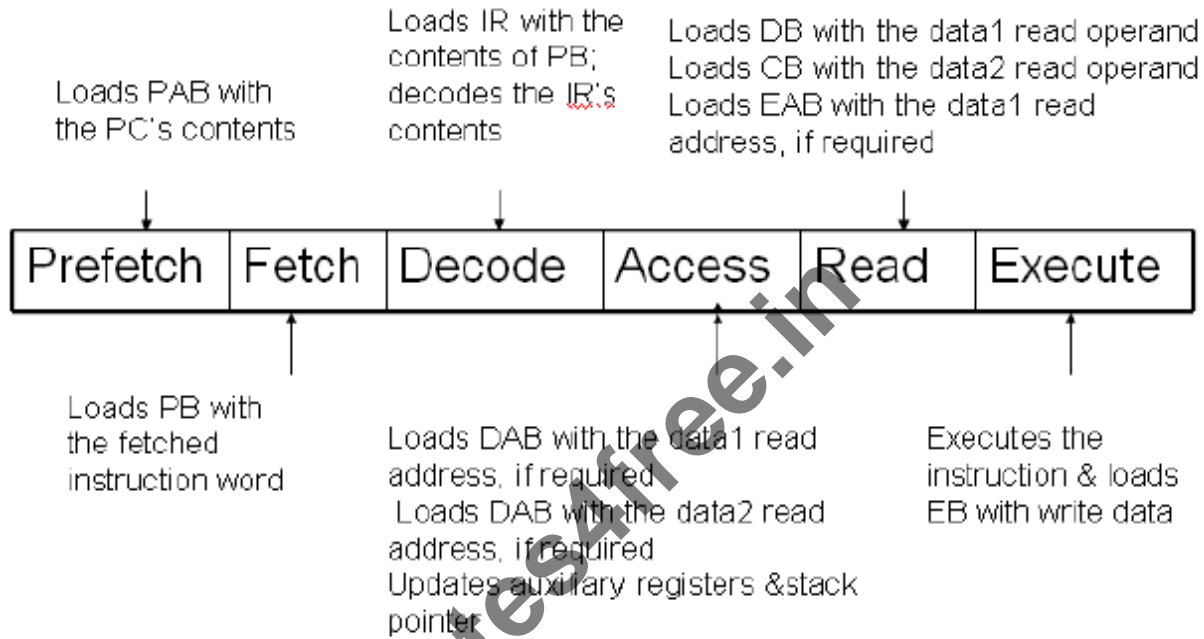 Loads PAB with
the PC's contents
Loads IR with the
contents of PB;
decodes the IR's
contents
Loads DB with the data1 read operand
Loads CB with the data2 read operand
Loads EAB with the data1 read
address, if required
Prefetch
Fetch
Decode
Access
Read
Execute
Loads PB with
the fetched
instruction word
Loads DAB with the data1 read
address, if required
Loads DAB with the data2 read
address, if required
Updates auxiliary registers &stack
pointer
Executes the
instruction & loads
EB with write data
tes4free.in